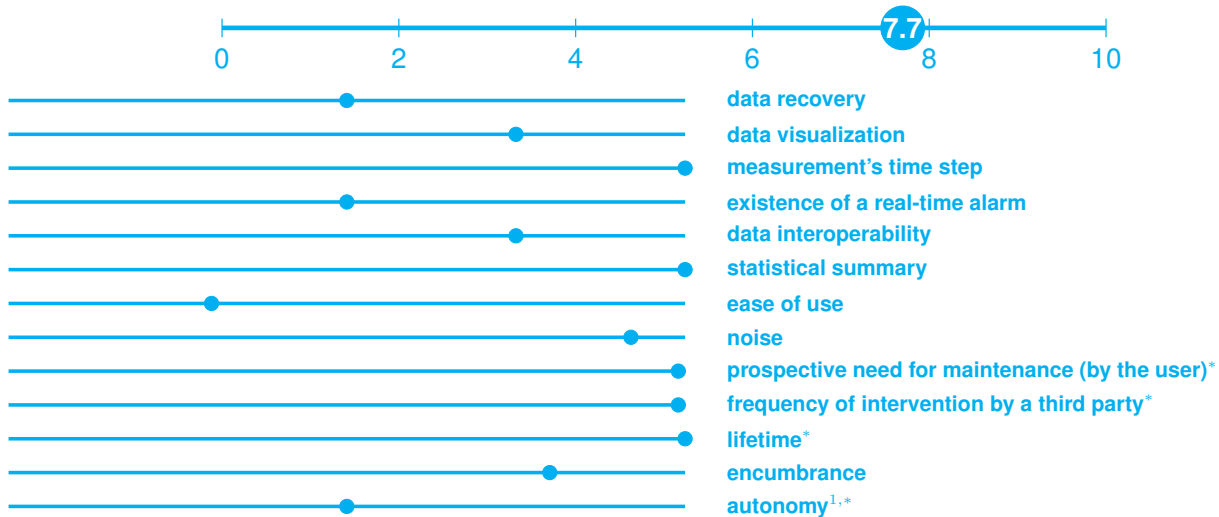 7.7
0 2 4 6 8 10
data recovery
data visualization
measurement's time step
existence of a real-time alarm
data interoperability
statistical summary
ease of use
noise
prospective need for maintenance (by the user)*
frequency of intervention by a third party*
lifetime*
encumbrance
autonomy1,*